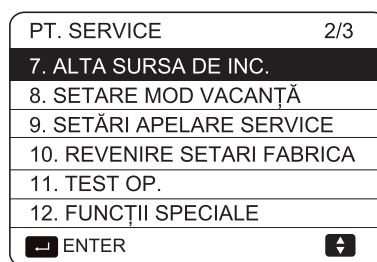 PT. SERVICE 2/3
7. ALTA SURSA DE INC.
8. SETARE MOD VACANȚĂ
9. SETĂRI APELARE SERVICE
10. REVENIRE SETARI FABRICA
11. TEST OP.
12. FUNCȚII SPECIALE
ENTER